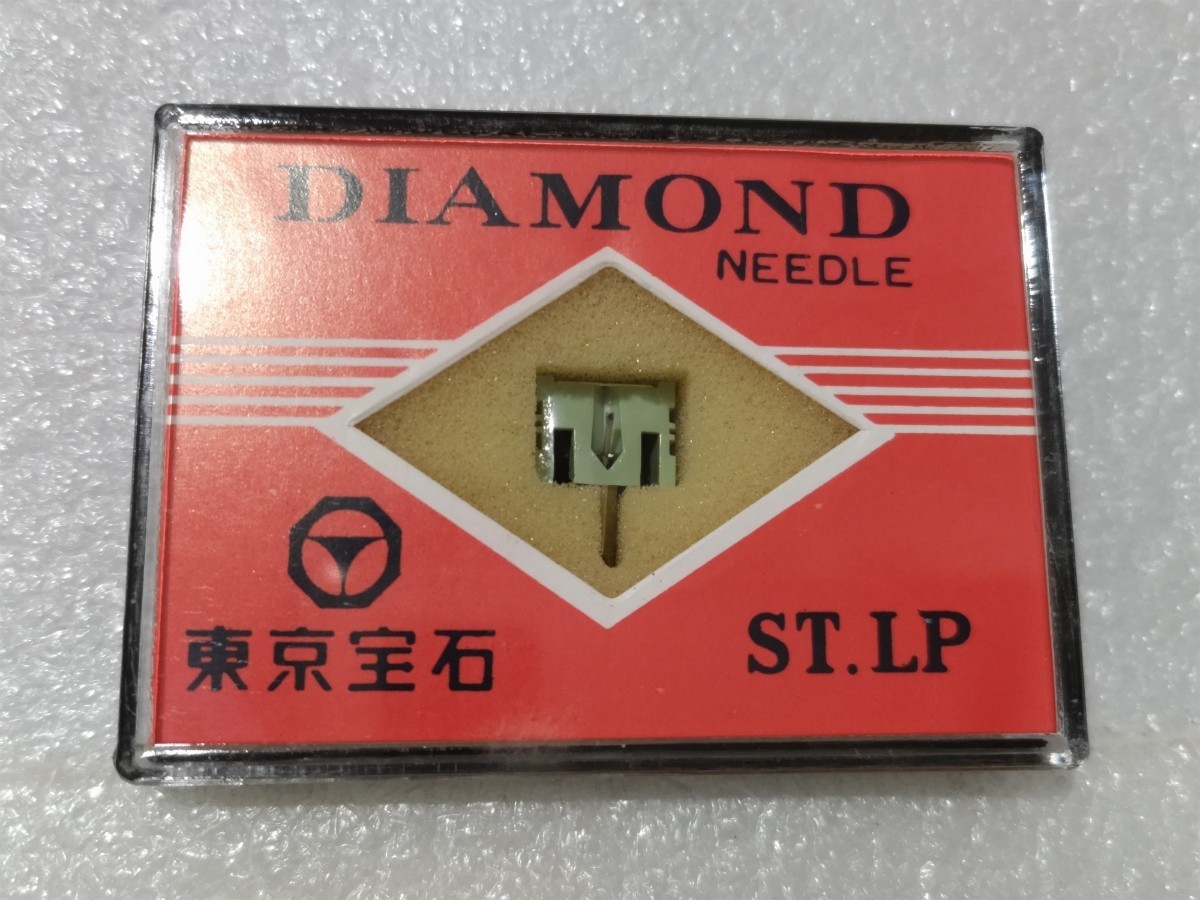 DIAMOND
NEEDLE
東京宝石
ST.LP